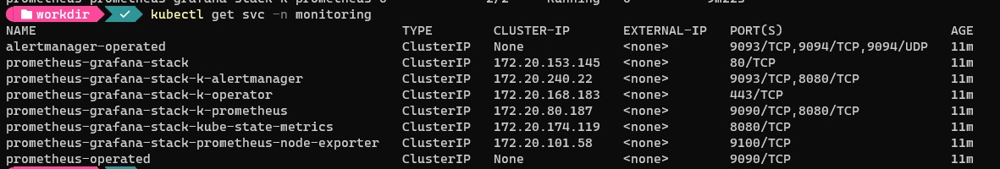 prometheus-prometheus-grafana-stack-k-prometheus-0 2/2 Running 0 9m22s
workdir kubectl get svc -n monitoring
NAME TYPE CLUSTER-IP EXTERNAL-IP PORT(S) AGE
alertmanager-operated ClusterIP None <none> 9093/TCP,9094/TCP,9094/UDP 11m
prometheus-grafana-stack ClusterIP 172.20.153.145 <none> 80/TCP 11m
prometheus-grafana-stack-k-alertmanager ClusterIP 172.20.240.22 <none> 9093/TCP,8080/TCP 11m
prometheus-grafana-stack-k-operator ClusterIP 172.20.168.183 <none> 443/TCP 11m
prometheus-grafana-stack-k-prometheus ClusterIP 172.20.80.187 <none> 9090/TCP,8080/TCP 11m
prometheus-grafana-stack-kube-state-metrics ClusterIP 172.20.174.119 <none> 8080/TCP 11m
prometheus-grafana-stack-prometheus-node-exporter ClusterIP 172.20.101.58 <none> 9100/TCP 11m
prometheus-operated ClusterIP None <none> 9090/TCP 11m